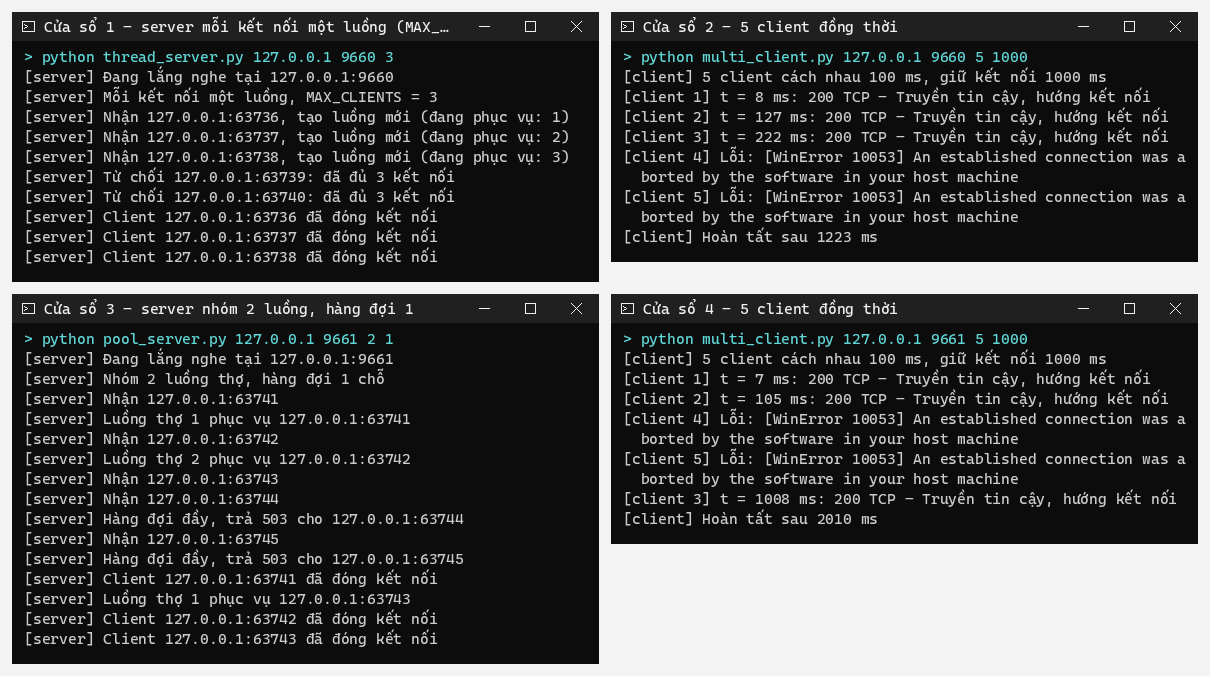 Cửa sổ 1 — server mỗi kết nối một luồng (MAX_…
> python thread_server.py 127.0.0.1 9660 3
[server] Đang lắng nghe tại 127.0.0.1:9660
[server] Mỗi kết nối một luồng, MAX_CLIENTS = 3
[server] Nhận 127.0.0.1:63736, tạo luồng mới (đang phục vụ: 1)
[server] Nhận 127.0.0.1:63737, tạo luồng mới (đang phục vụ: 2)
[server] Nhận 127.0.0.1:63738, tạo luồng mới (đang phục vụ: 3)
[server] Từ chối 127.0.0.1:63739: đã đủ 3 kết nối
[server] Từ chối 127.0.0.1:63740: đã đủ 3 kết nối
[server] Client 127.0.0.1:63736 đã đóng kết nối
[server] Client 127.0.0.1:63737 đã đóng kết nối
[server] Client 127.0.0.1:63738 đã đóng kết nối
Cửa sổ 2 — 5 client đồng thời
> python multi_client.py 127.0.0.1 9660 5 1000
[client] 5 client cách nhau 100 ms, giữ kết nối 1000 ms
[client 1] t = 8 ms: 200 TCP — Truyền tin cậy, hướng kết nối
[client 2] t = 127 ms: 200 TCP — Truyền tin cậy, hướng kết nối
[client 3] t = 222 ms: 200 TCP — Truyền tin cậy, hướng kết nối
[client 4] Lỗi: [WinError 10053] An established connection was a
borted by the software in your host machine
[client 5] Lỗi: [WinError 10053] An established connection was a
borted by the software in your host machine
[client] Hoàn tất sau 1223 ms
Cửa sổ 3 — server nhóm 2 luồng, hàng đợi 1
> python pool_server.py 127.0.0.1 9661 2 1
[server] Đang lắng nghe tại 127.0.0.1:9661
[server] Nhóm 2 luồng thợ, hàng đợi 1 chỗ
[server] Nhận 127.0.0.1:63741
[server] Luồng thợ 1 phục vụ 127.0.0.1:63741
[server] Nhận 127.0.0.1:63742
[server] Luồng thợ 2 phục vụ 127.0.0.1:63742
[server] Nhận 127.0.0.1:63743
[server] Nhận 127.0.0.1:63744
[server] Hàng đợi đầy, trả 503 cho 127.0.0.1:63744
[server] Nhận 127.0.0.1:63745
[server] Hàng đợi đầy, trả 503 cho 127.0.0.1:63745
[server] Client 127.0.0.1:63741 đã đóng kết nối
[server] Luồng thợ 1 phục vụ 127.0.0.1:63743
[server] Client 127.0.0.1:63742 đã đóng kết nối
[server] Client 127.0.0.1:63743 đã đóng kết nối
Cửa sổ 4 — 5 client đồng thời
> python multi_client.py 127.0.0.1 9661 5 1000
[client] 5 client cách nhau 100 ms, giữ kết nối 1000 ms
[client 1] t = 7 ms: 200 TCP — Truyền tin cậy, hướng kết nối
[client 2] t = 105 ms: 200 TCP — Truyền tin cậy, hướng kết nối
[client 4] Lỗi: [WinError 10053] An established connection was a
borted by the software in your host machine
[client 5] Lỗi: [WinError 10053] An established connection was a
borted by the software in your host machine
[client 3] t = 1008 ms: 200 TCP — Truyền tin cậy, hướng kết nối
[client] Hoàn tất sau 2010 ms